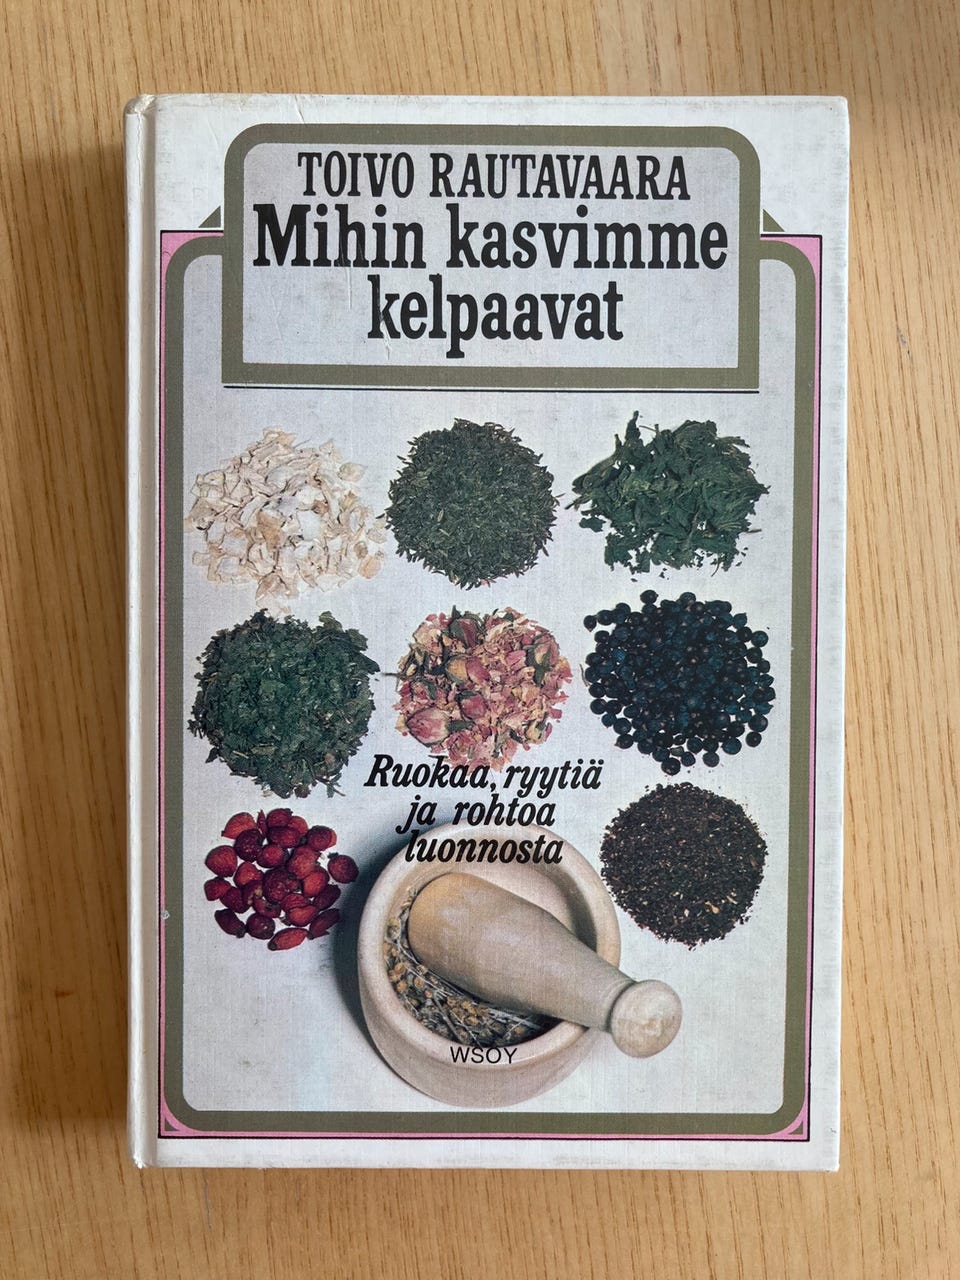 TOIVO RAUTAVAARA
Mihin kasvimme
kelpaavat
Ruokaa, ryytiä
ja rohtoa
luonnosta
WSOY